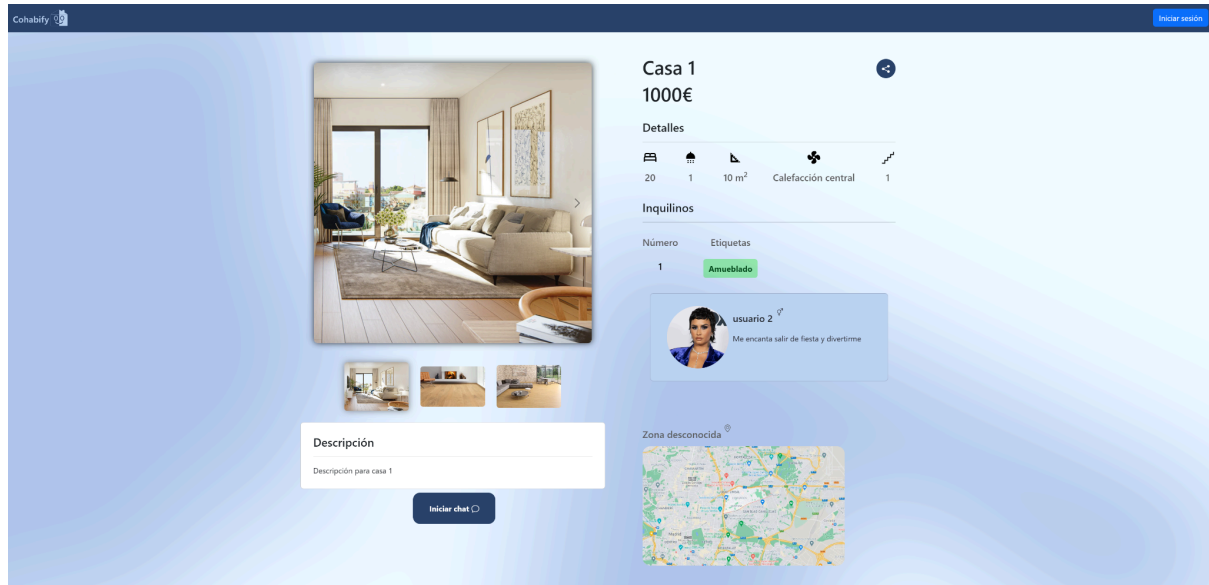 Cohabify
Iniciar sesión
Casa 1
1000€
Detalles
20
1
10 m²
Calefacción central
1
Inquilinos
Número
Etiquetas
1
Amueblado
usuario 2
Me encanta salir de fiesta y divertirme
Descripción
Descripción para casa 1
Iniciar chat
Zona desconocida
Madrid